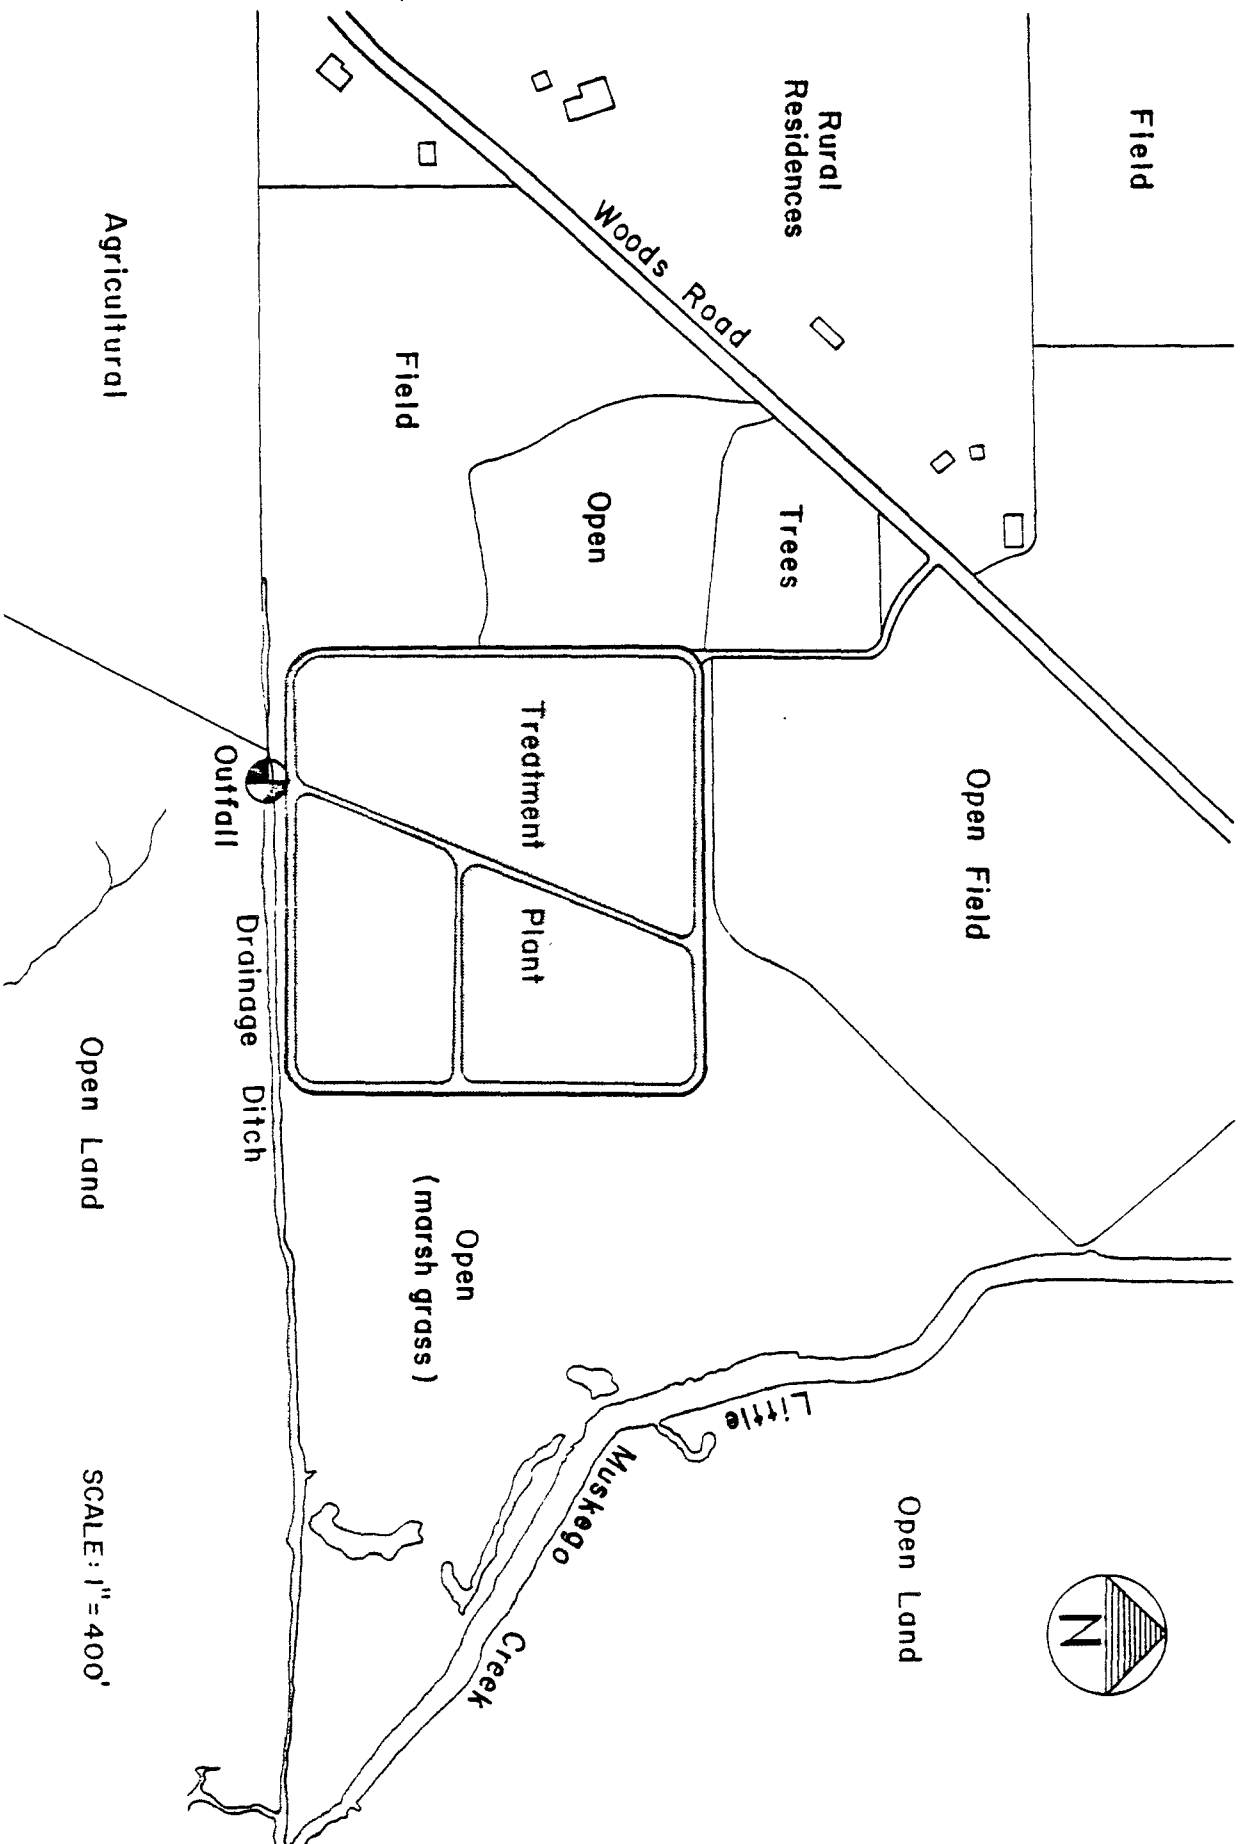 Field
Rural
Residences
Woods Road
Trees
Open Field
Field
Open
Treatment Plant
Agricultural
Outfall
Drainage Ditch
Open
(marsh grass)
Little
Muskego
Creek
Open Land
N
Open Land
SCALE: 1" = 400'